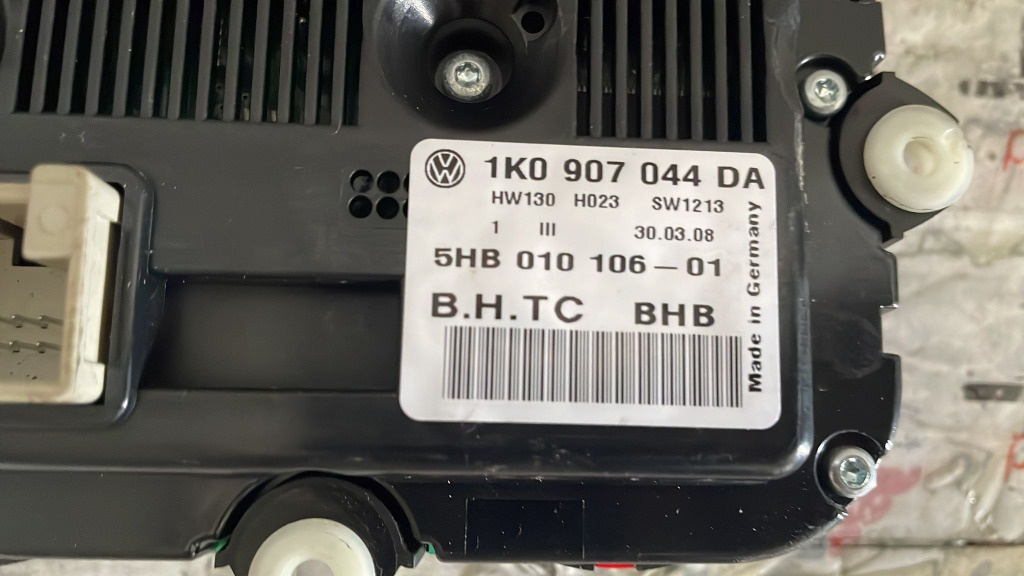 1K0 907 044 DA
HW130 H023 SW1213
1 III 30.03.08
5HB 010 106-01
B.H.TC BHB
Made in Germany